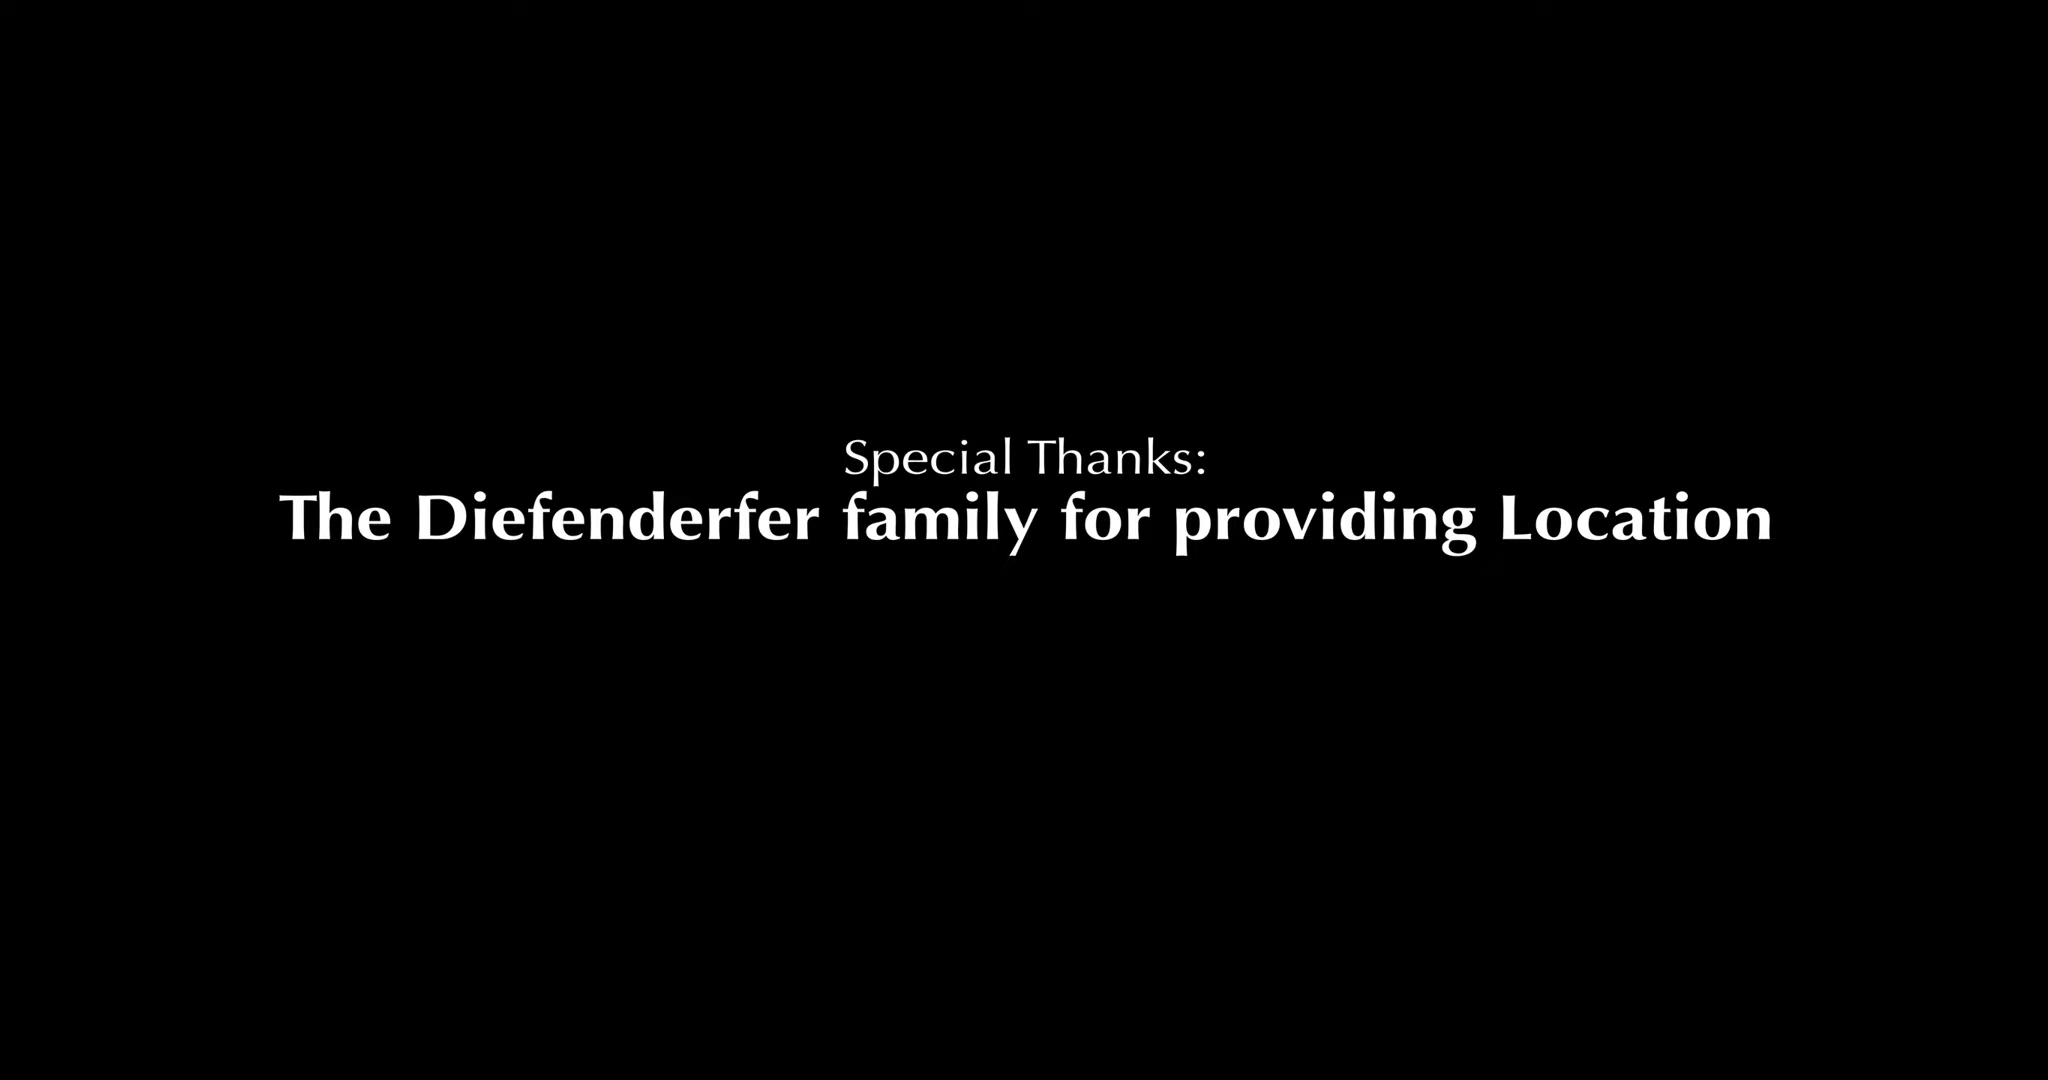 Special Thanks:
The Diefenderfer family for providing Location